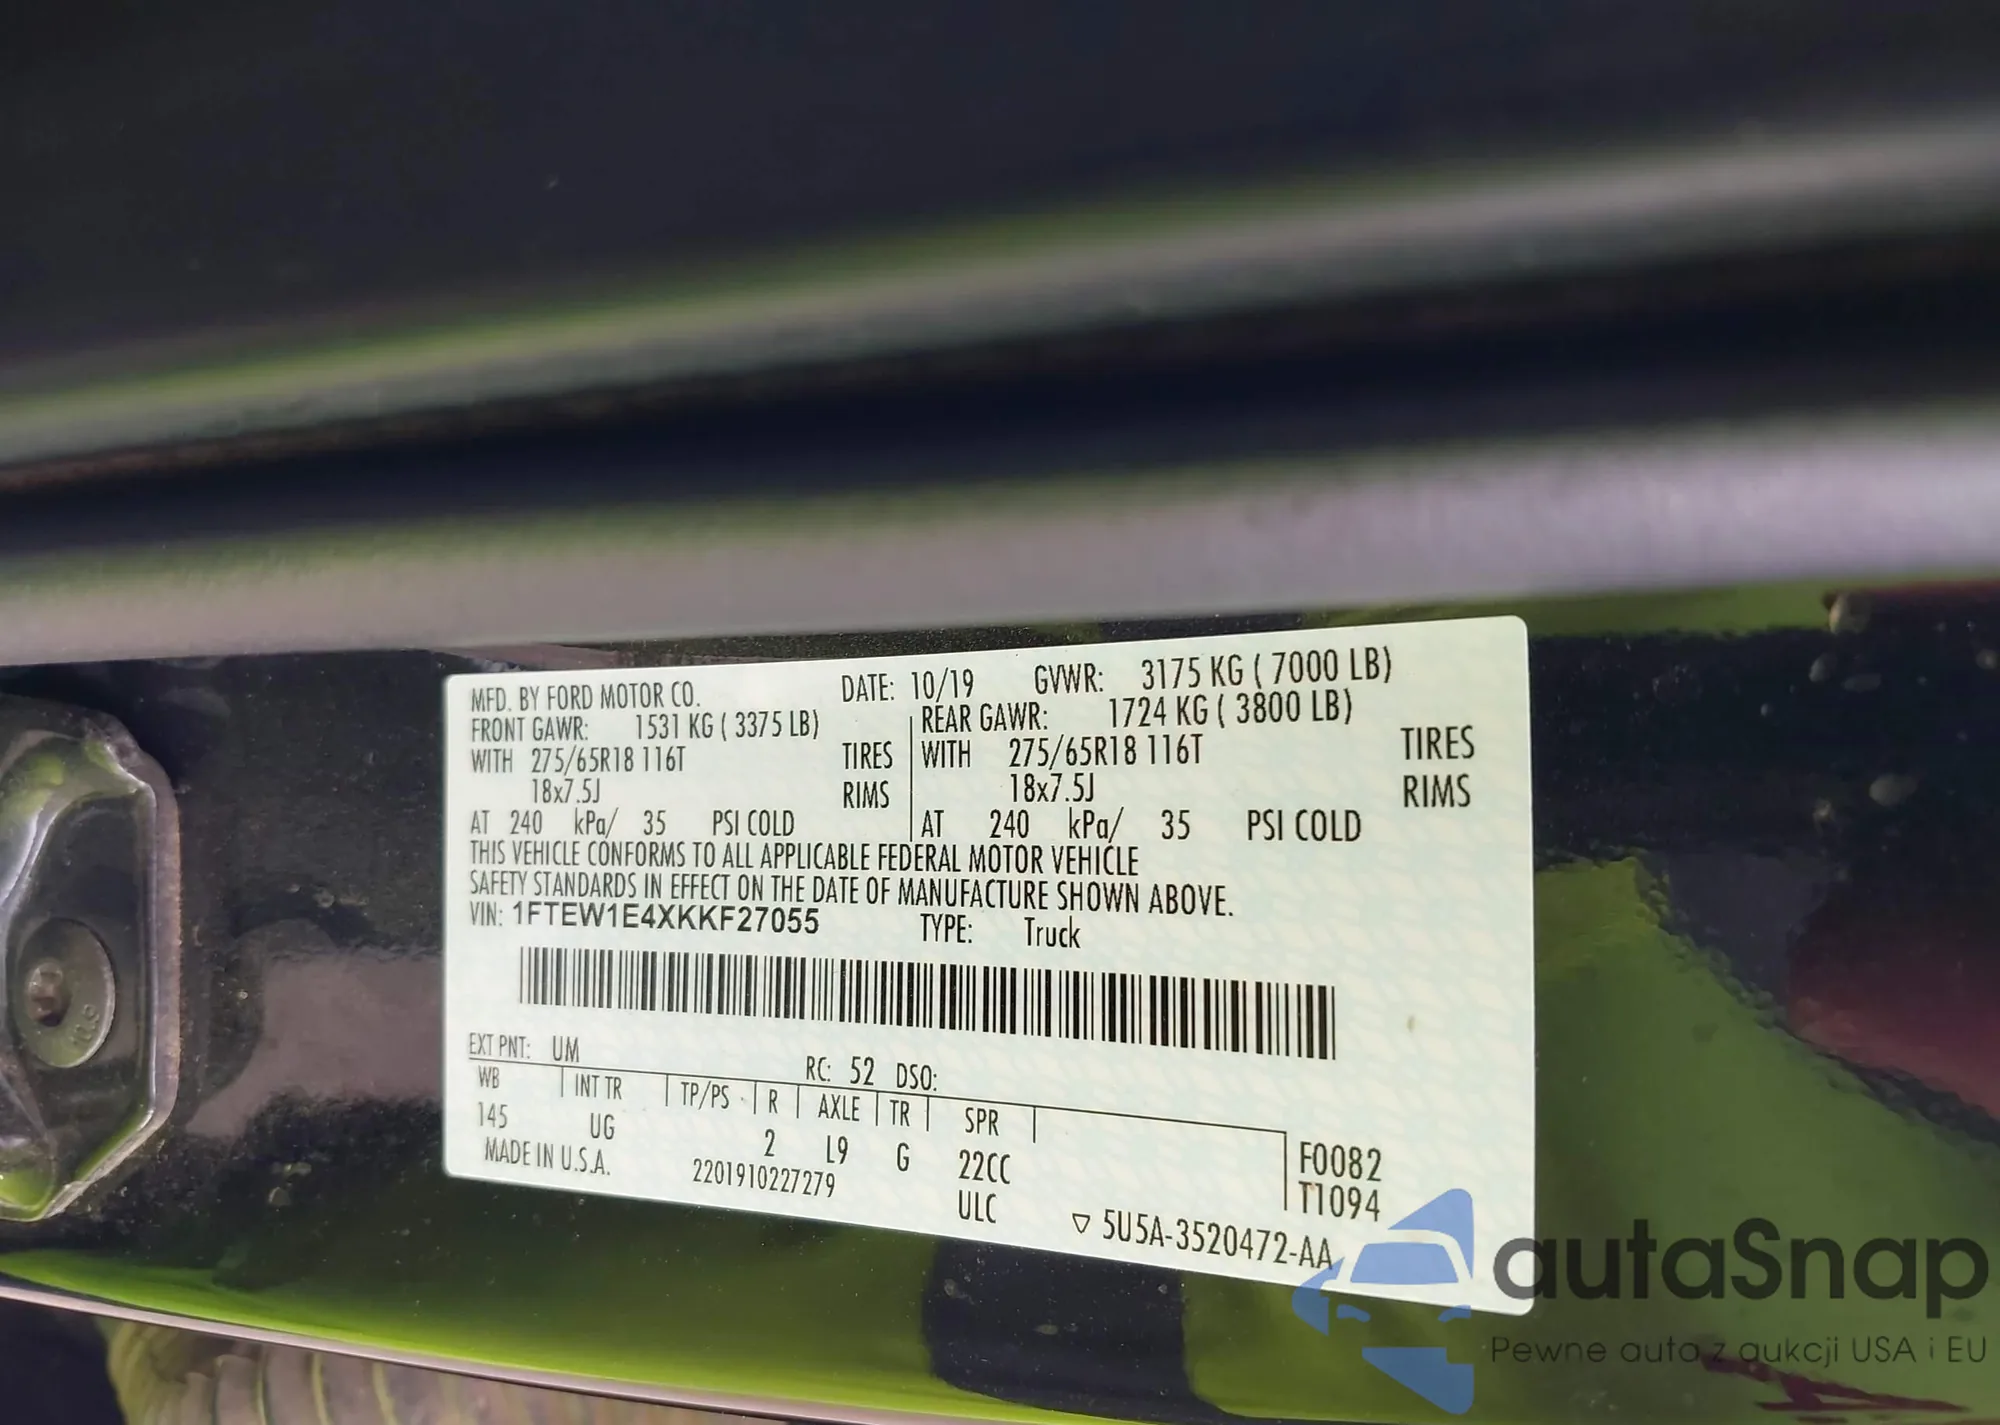 MFD. BY FORD MOTOR CO. DATE: 10/19 GVWR: 3175 KG ( 7000 LB)
FRONT GAWR: 1531 KG ( 3375 LB) REAR GAWR: 1724 KG ( 3800 LB)
WITH 275/65R18 116T TIRES WITH 275/65R18 116T TIRES
18x7.5J RIMS 18x7.5J RIMS
AT 240 kPa/ 35 PSI COLD AT 240 kPa/ 35 PSI COLD
THIS VEHICLE CONFORMS TO ALL APPLICABLE FEDERAL MOTOR VEHICLE
SAFETY STANDARDS IN EFFECT ON THE DATE OF MANUFACTURE SHOWN ABOVE.
VIN: 1FTEW1E4XKKF27055 TYPE: Truck
EXT PNT: UM RC: 52 DSO:
WB INT TR TP/PS R AXLE TR SPR
145 UG 2 L9 G 22CC F0082
MADE IN U.S.A. 2201910227279 ULC T1094
▽ 5U5A-3520472-AA
10.9
autaSnap
Pewne auto z aukcji USA i EU